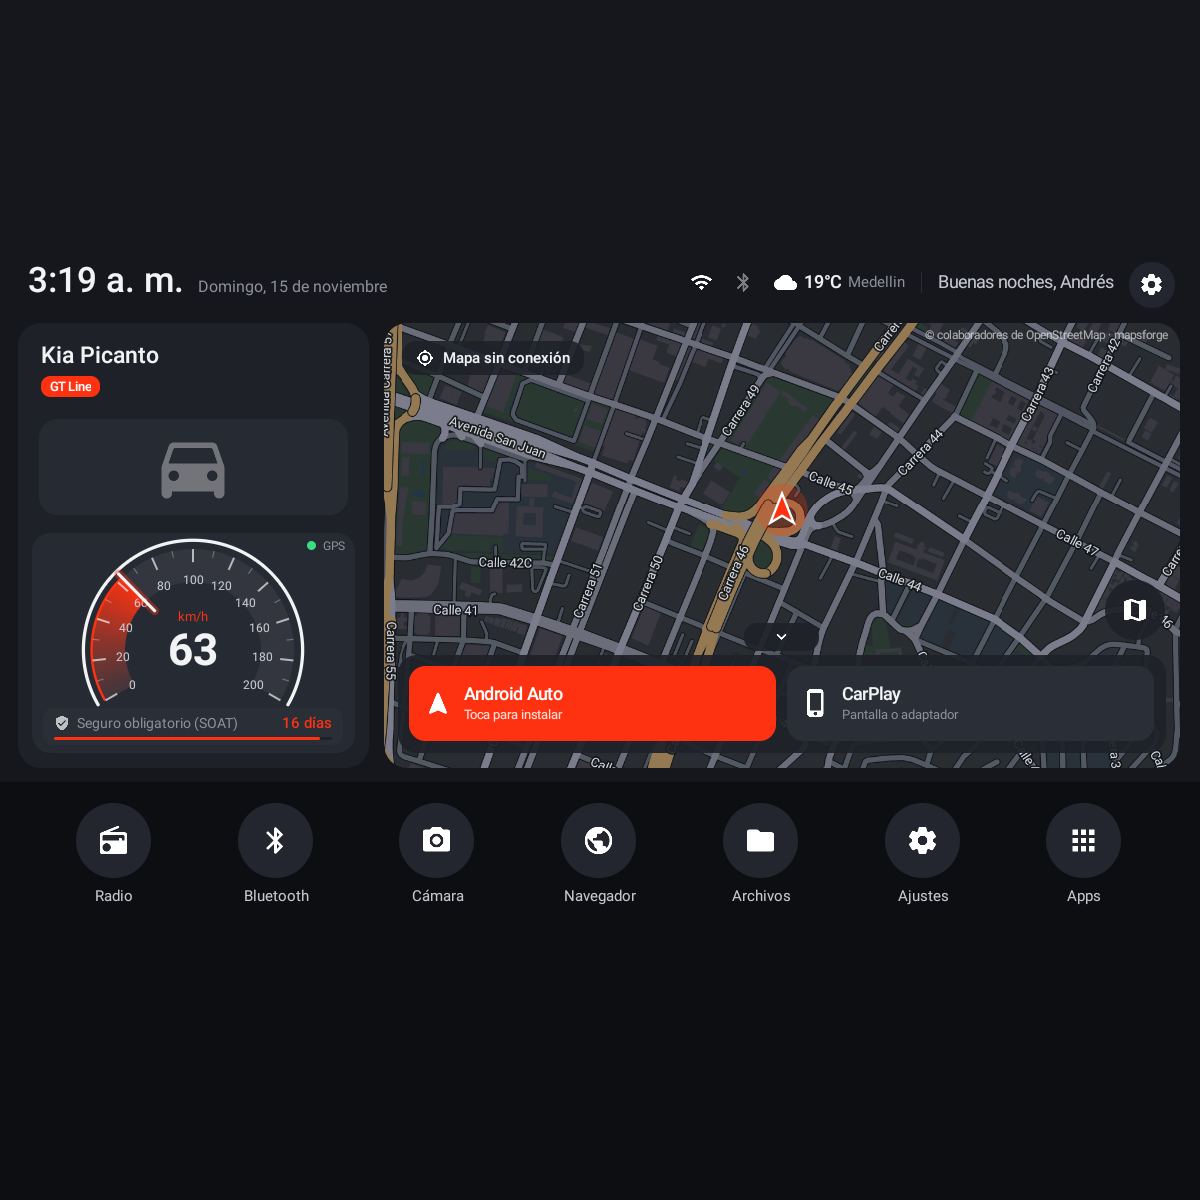 3:19 a. m. Domingo, 15 de noviembre
19°C Medellin
Buenas noches, Andrés
Kia Picanto
GT Line
GPS
0
20
40
60
80
100
120
140
160
180
200
km/h
63
Seguro obligatorio (SOAT) 16 días
© colaboradores de OpenStreetMap · mapsforge
Mapa sin conexión
Avenida San Juan
Carrera 49
Carrera 43
Carrera 42
Carrera 44
Calle 45
Calle 47
Calle 44
Calle 42C
Calle 41
Carrera 51
Carrera 50
Carrera 46
Carrera 55
Android Auto
Toca para instalar
CarPlay
Pantalla o adaptador
Radio
Bluetooth
Cámara
Navegador
Archivos
Ajustes
Apps